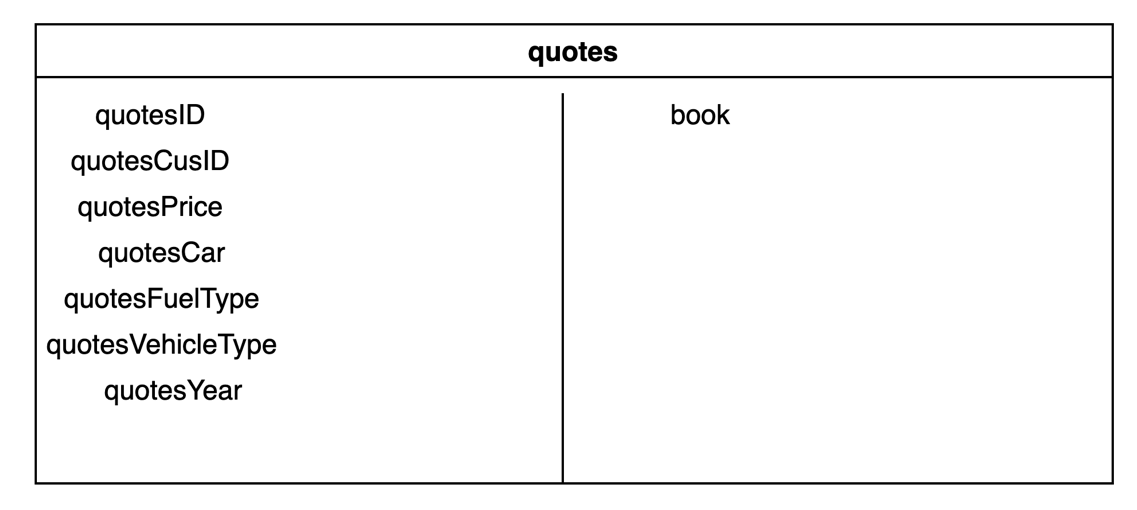 quotes
quotesID
quotesCusID
quotesPrice
quotesCar
quotesFuelType
quotesVehicleType
quotesYear
book